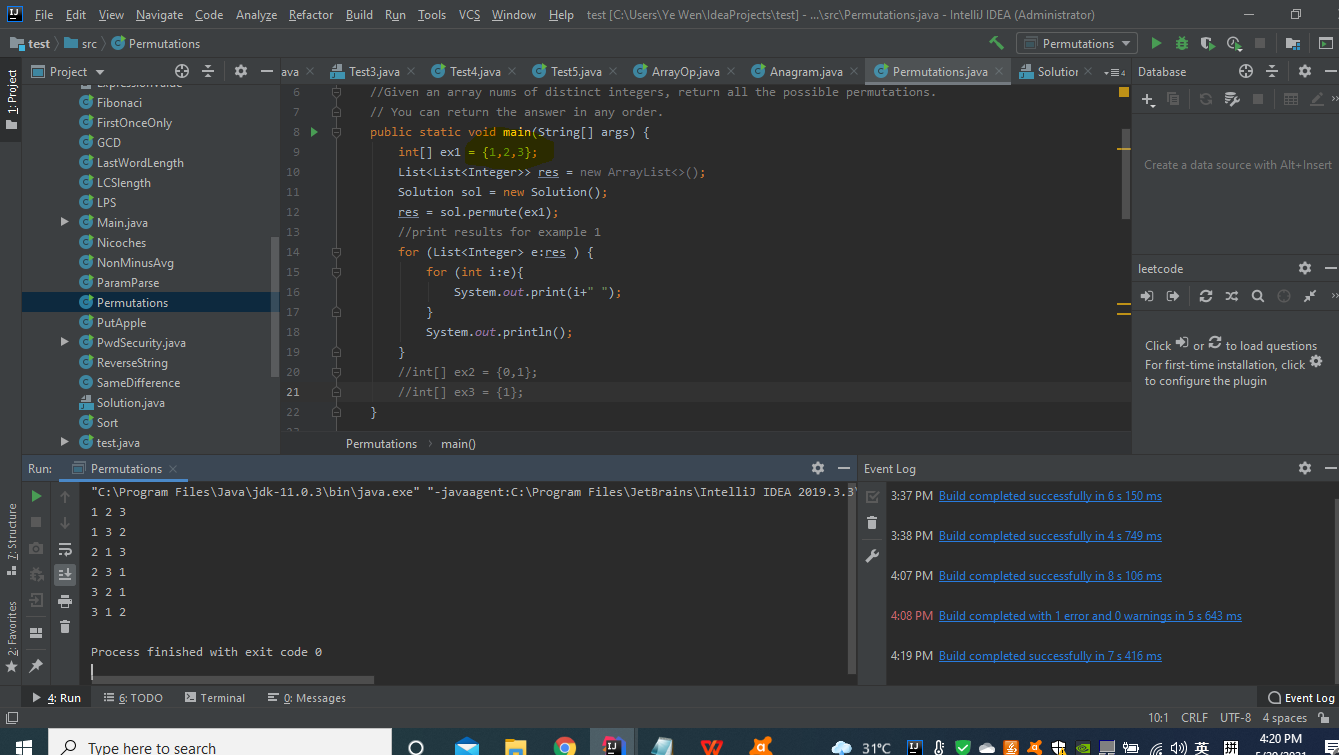 File Edit View Navigate Code Analyze Refactor Build Run Tools VCS Window Help test [C:\Users\Ye Wen\IdeaProjects\test] - ...\src\Permutations.java - IntelliJ IDEA (Administrator)
test src Permutations
Permutations
1: Project
Project
ava Test3.java Test4.java Test5.java ArrayOp.java Anagram.java Permutations.java Solution
Database
Fibonaci
FirstOnceOnly
GCD
LastWordLength
LCSlength
LPS
Main.java
Nicoches
NonMinusAvg
ParamParse
Permutations
PutApple
PwdSecurity.java
ReverseString
SameDifference
Solution.java
Sort
test.java
6 //Given an array nums of distinct integers, return all the possible permutations.
7 // You can return the answer in any order.
8 public static void main(String[] args) {
9 int[] ex1 = {1,2,3};
10 List<List<Integer>> res = new ArrayList<>();
11 Solution sol = new Solution();
12 res = sol.permute(ex1);
13 //print results for example 1
14 for (List<Integer> e:res ) {
15 for (int i:e){
16 System.out.print(i+" ");
17 }
18 System.out.println();
19 }
20 //int[] ex2 = {0,1};
21 //int[] ex3 = {1};
22 }
Permutations main()
Create a data source with Alt+Insert
leetcode
Click or to load questions
For first-time installation, click
to configure the plugin
Run: Permutations
"C:\Program Files\Java\jdk-11.0.3\bin\java.exe" "-javaagent:C:\Program Files\JetBrains\IntelliJ IDEA 2019.3.3\
1 2 3
1 3 2
2 1 3
2 3 1
3 2 1
3 1 2
Process finished with exit code 0
Event Log
3:37 PM Build completed successfully in 6 s 150 ms
3:38 PM Build completed successfully in 4 s 749 ms
4:07 PM Build completed successfully in 8 s 106 ms
4:08 PM Build completed with 1 error and 0 warnings in 5 s 643 ms
4:19 PM Build completed successfully in 7 s 416 ms
7: Structure
2: Favorites
4: Run 6: TODO Terminal 0: Messages
Event Log
10:1 CRLF UTF-8 4 spaces
Type here to search
31°C
英
拼
4:20 PM